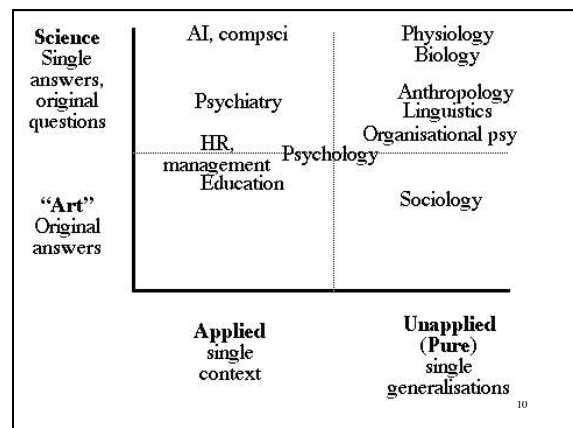 Science
Single
answers,
original
questions
AI, compsci
Physiology
Biology
Psychiatry
Anthropology
Linguistics
Organisational psy
HR,
management
Psychology
Education
"Art"
Original
answers
Sociology
Applied
single
context
Unapplied
(Pure)
single
generalisations
10